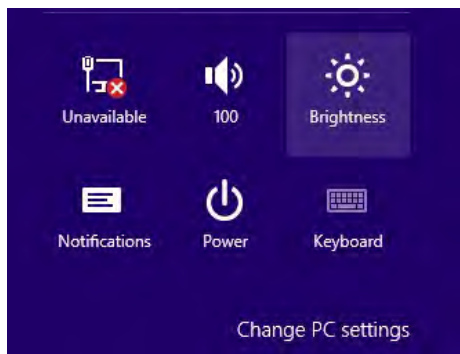 Unavailable 100 Brightness
Notifications Power Keyboard
Change PC settings